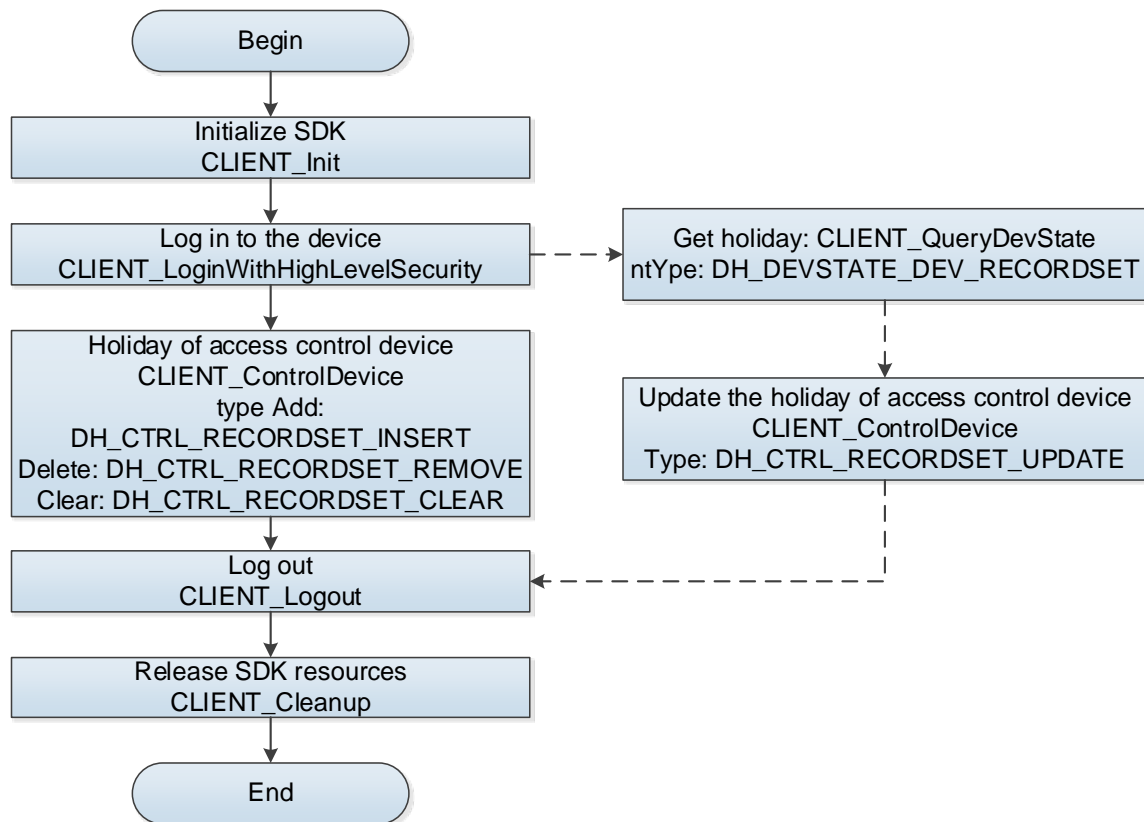 Begin
Initialize SDK
CLIENT_Init
Log in to the device
CLIENT_LoginWithHighLevelSecurity
Get holiday: CLIENT_QueryDevState
ntYpe: DH_DEVSTATE_DEV_RECORDSET
Holiday of access control device
CLIENT_ControlDevice
type Add:
DH_CTRL_RECORDSET_INSERT
Delete: DH_CTRL_RECORDSET_REMOVE
Clear: DH_CTRL_RECORDSET_CLEAR
Update the holiday of access control device
CLIENT_ControlDevice
Type: DH_CTRL_RECORDSET_UPDATE
Log out
CLIENT_Logout
Release SDK resources
CLIENT_Cleanup
End